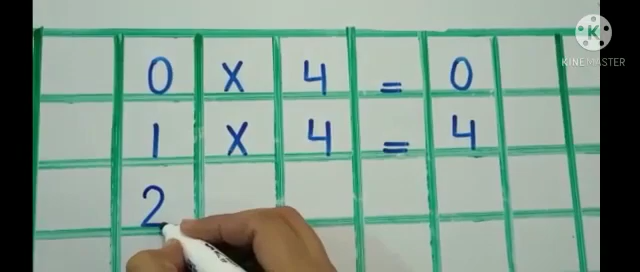 0 X 4 = 0
1 X 4 = 4
2
K
KINEMASTER